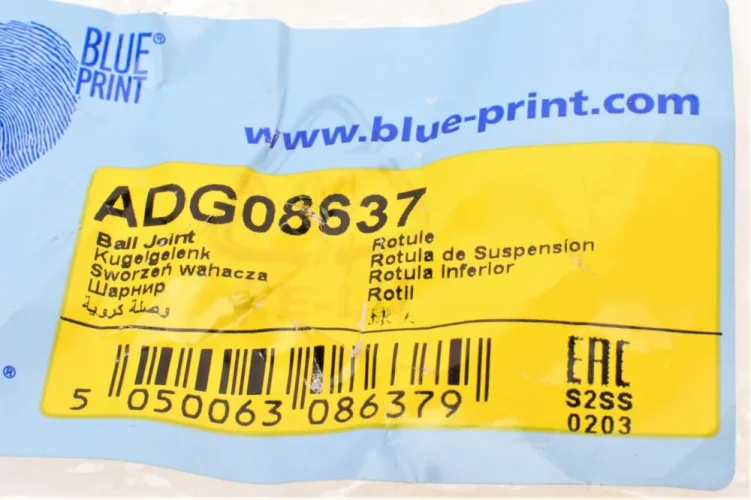 BLUE®
PRINT
www.blue-print.com
ADG08637
Ball Joint
Kugelgelenk
Sworzeń wahacza
Шарнир
وصلة كروية
Rotule
Rotula de Suspension
Rotula Inferior
Rotil
EAC
S2SS
0203
5 050063 086379
®